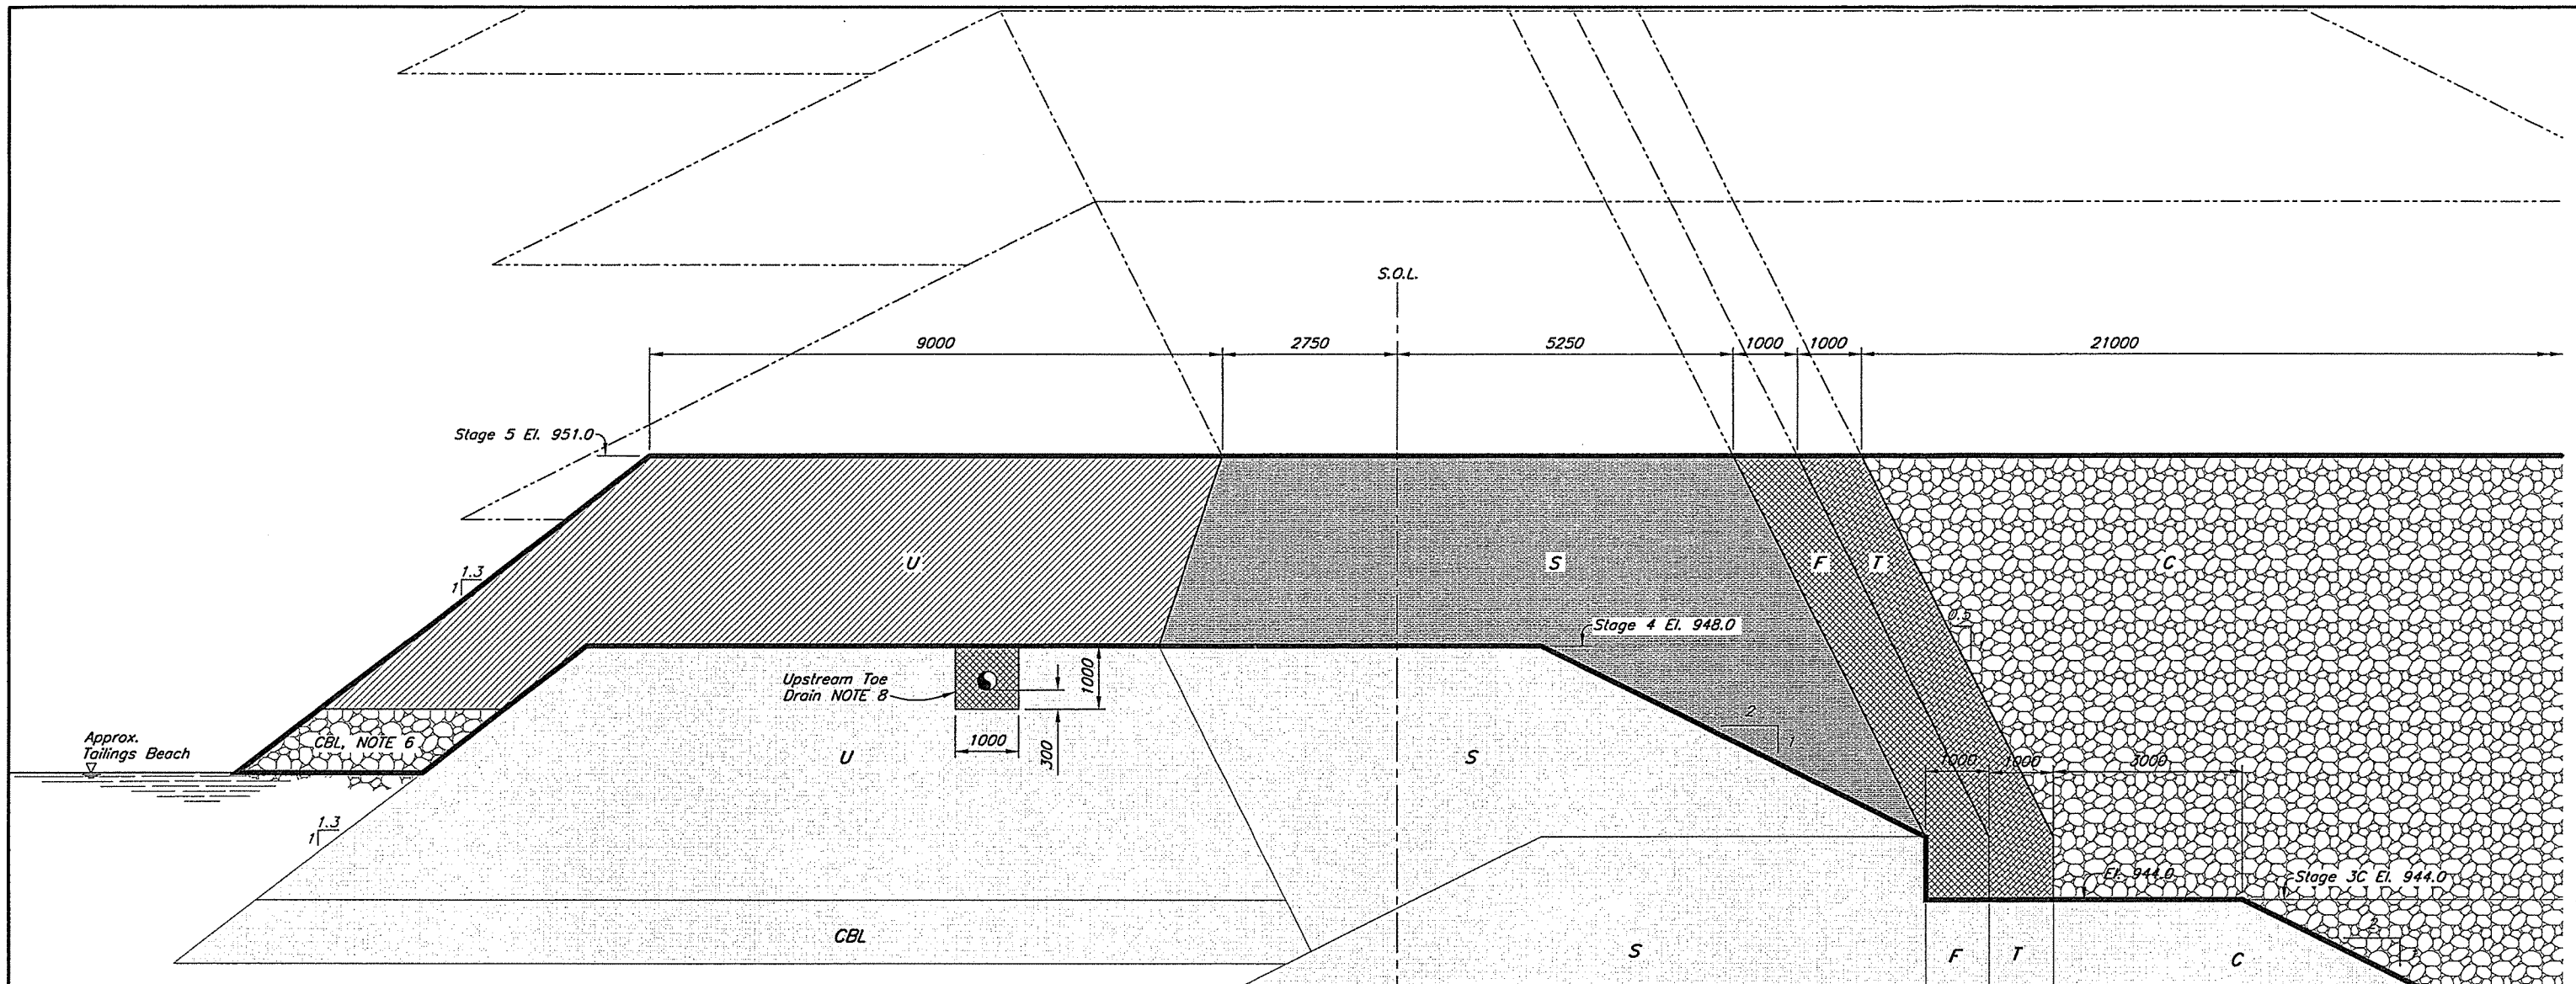 S.O.L.
9000
2750
5250
1000
1000
21000
Stage 5 El. 951.0
U
S
F
T
C
1.3
1
0.5
1
Stage 4 El. 948.0
Upstream Toe
Drain NOTE 8
1000
1000
300
2
1
CBL, NOTE 6
Approx.
Tailings Beach
U
S
1000
1000
3000
1.3
1
El. 944.0
Stage 3C El. 944.0
CBL
S
F
T
C
2
1